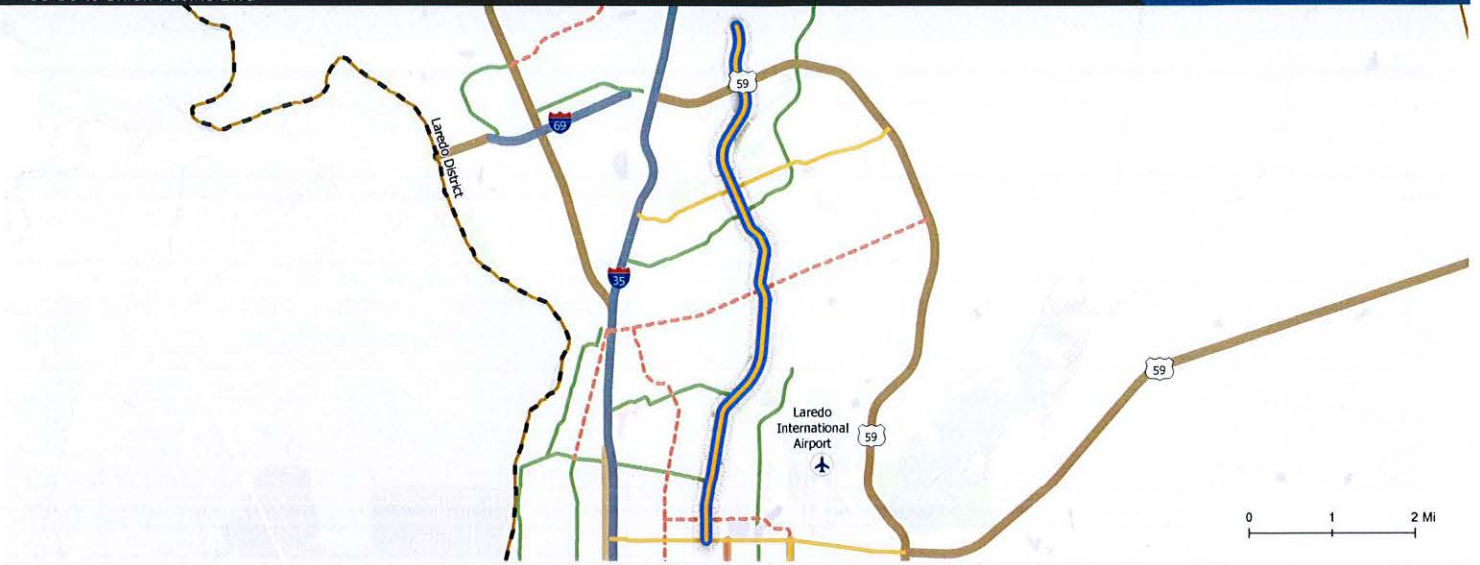 59
69
Laredo District
35
59
Laredo
International
Airport
59
0 1 2 Mi